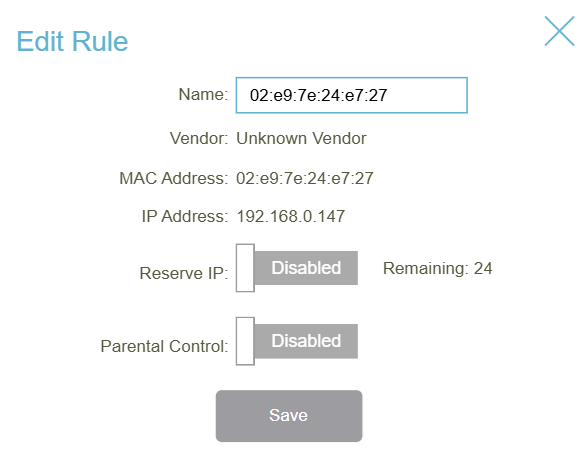 Edit Rule
Name: 02:e9:7e:24:e7:27
Vendor: Unknown Vendor
MAC Address: 02:e9:7e:24:e7:27
IP Address: 192.168.0.147
Reserve IP: Disabled Remaining: 24
Parental Control: Disabled
Save